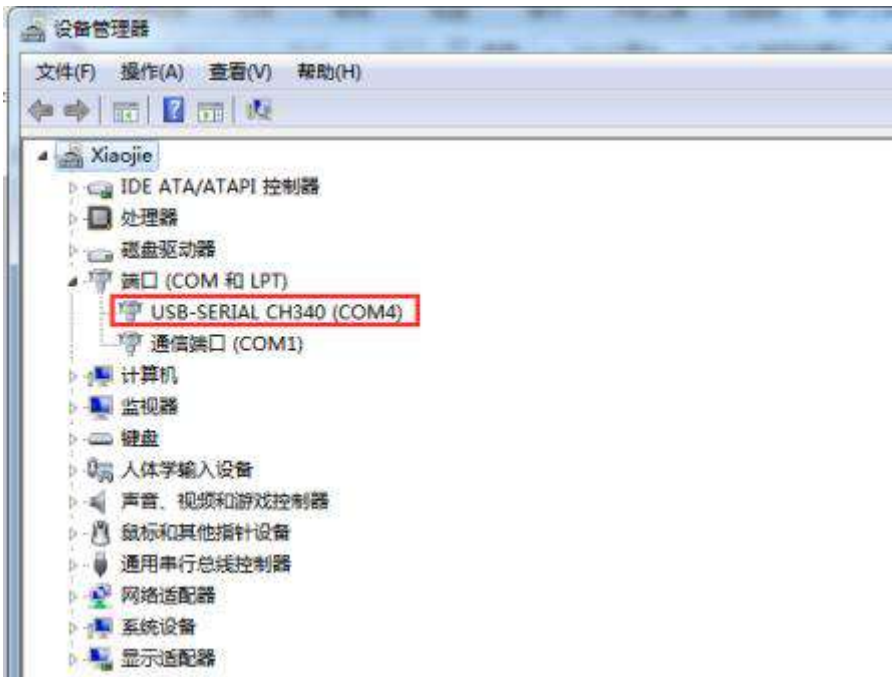 设备管理器
文件(F) 操作(A) 查看(V) 帮助(H)
Xiaojie
IDE ATA/ATAPI 控制器
处理器
磁盘驱动器
端口 (COM 和 LPT)
USB-SERIAL CH340 (COM4)
通信端口 (COM1)
计算机
监视器
键盘
人体学输入设备
声音、视频和游戏控制器
鼠标和其他指针设备
通用串行总线控制器
网络适配器
系统设备
显示适配器